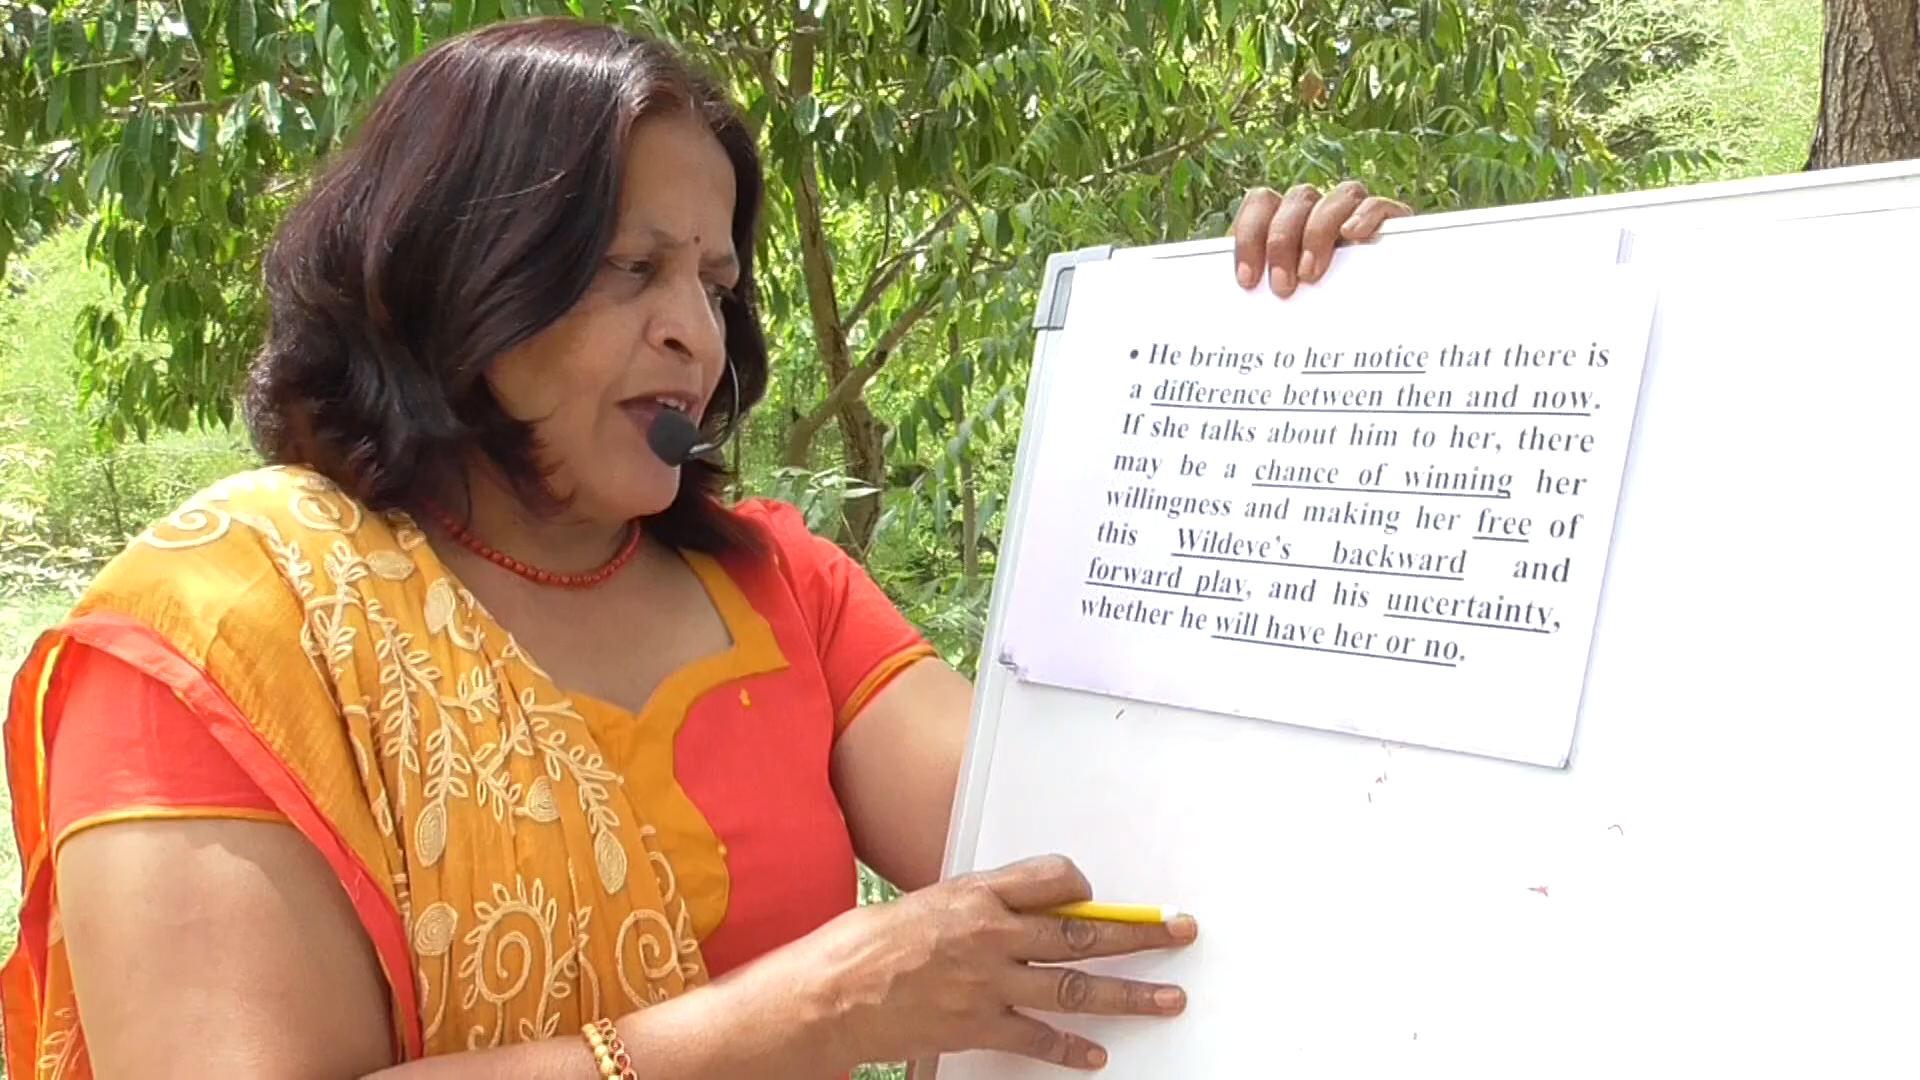 • He brings to her notice that there is
a difference between then and now.
If she talks about him to her, there
may be a chance of winning her
willingness and making her free of
this Wildeve's backward and
forward play, and his uncertainty,
whether he will have her or no.